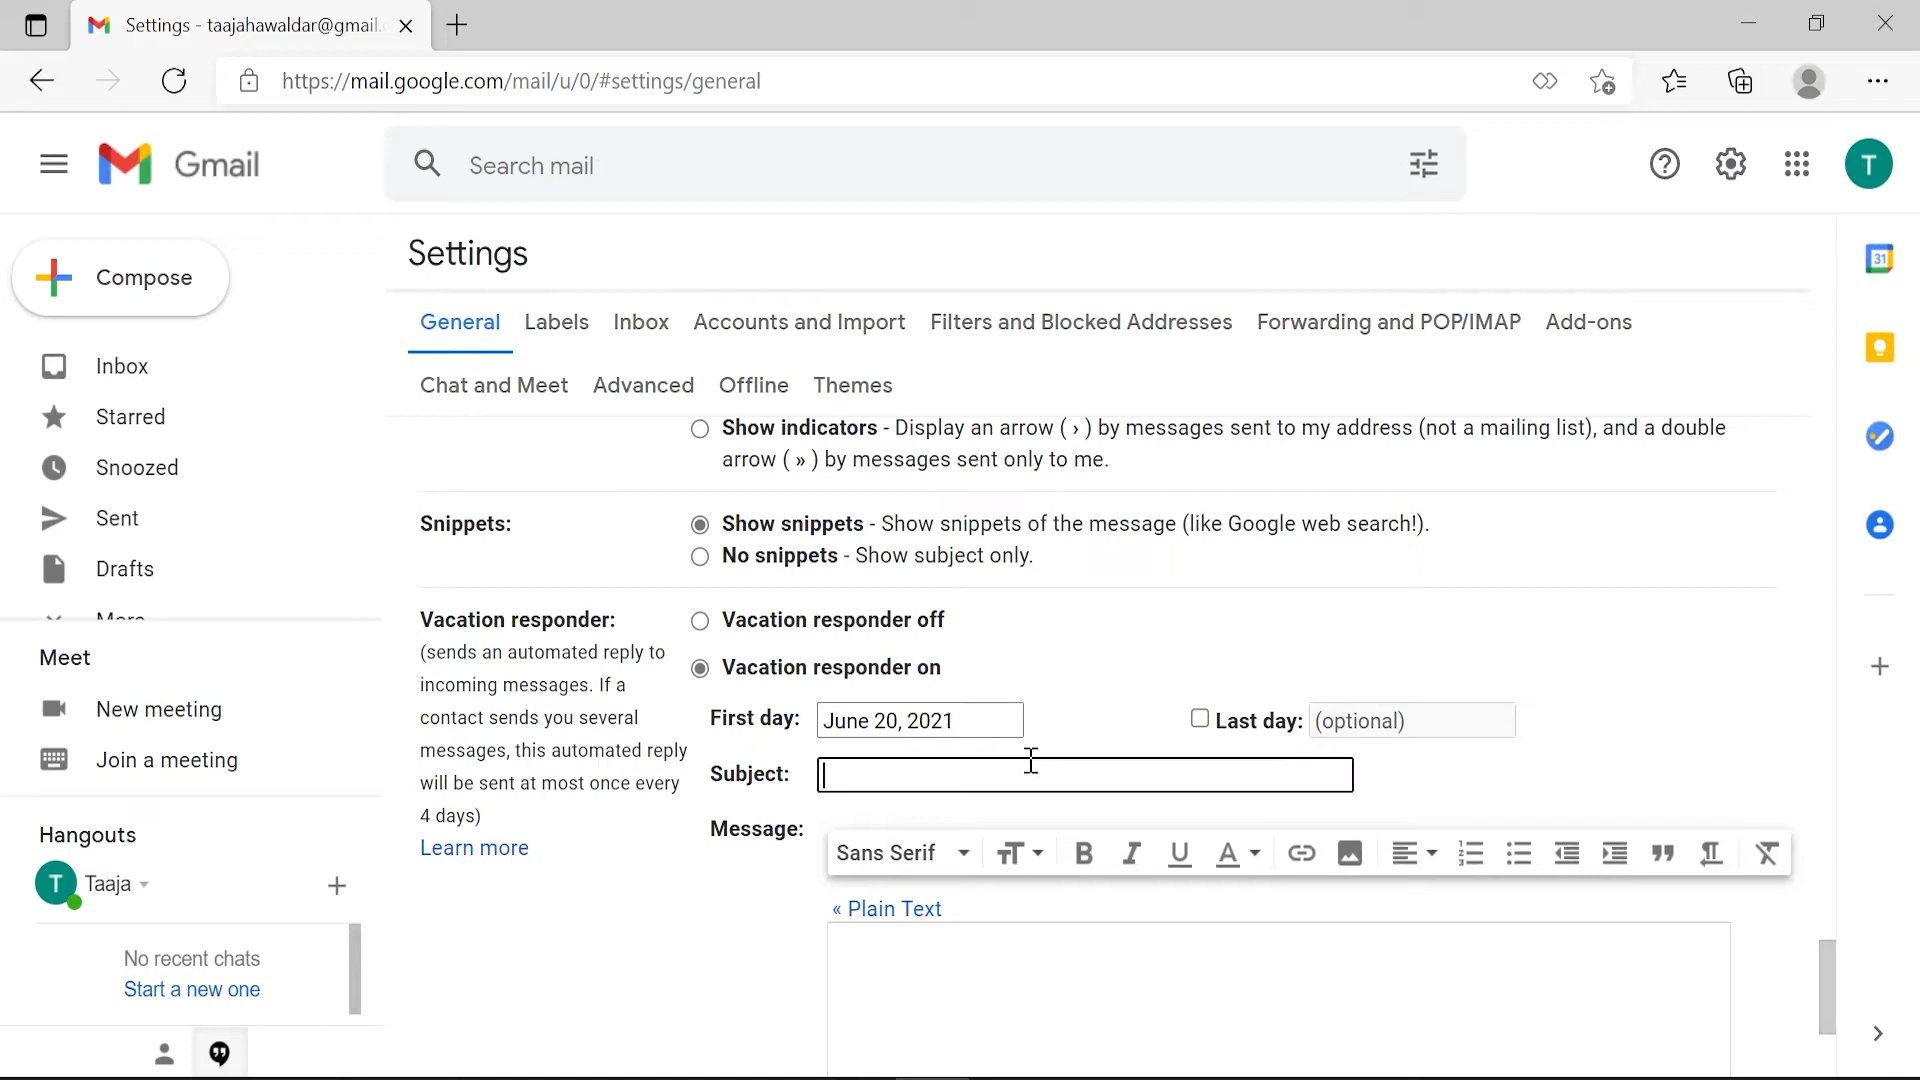 Settings - taajahawaldar@gmail.
https://mail.google.com/mail/u/0/#settings/general
Gmail
Search mail
T
Compose
Inbox
Starred
Snoozed
Sent
Drafts
More
Meet
New meeting
Join a meeting
Hangouts
T Taaja
No recent chats
Start a new one
Settings
General Labels Inbox Accounts and Import Filters and Blocked Addresses Forwarding and POP/IMAP Add-ons
Chat and Meet Advanced Offline Themes
Show indicators - Display an arrow ( › ) by messages sent to my address (not a mailing list), and a double
arrow ( » ) by messages sent only to me.
Snippets: Show snippets - Show snippets of the message (like Google web search!).
No snippets - Show subject only.
Vacation responder: Vacation responder off
(sends an automated reply to
incoming messages. If a
contact sends you several
messages, this automated reply
will be sent at most once every
4 days)
Learn more
Vacation responder on
First day: June 20, 2021 Last day: (optional)
Subject:
Message:
Sans Serif
« Plain Text
31